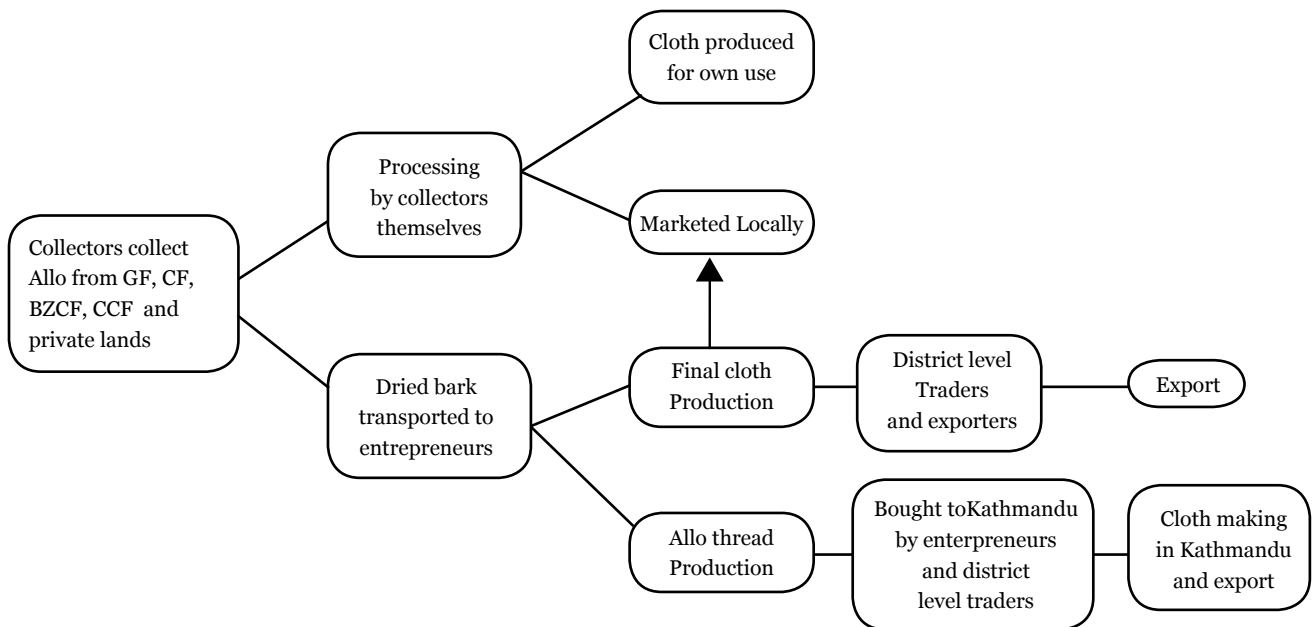 Cloth produced
for own use
Processing
by collectors
themselves
Marketed Locally
Collectors collect
Allo from GF, CF,
BZCF, CCF and
private lands
Dried bark
transported to
entrepreneurs
Final cloth
Production
District level
Traders
and exporters
Export
Allo thread
Production
Bought toKathmandu
by enterpreneurs
and district
level traders
Cloth making
in Kathmandu
and export